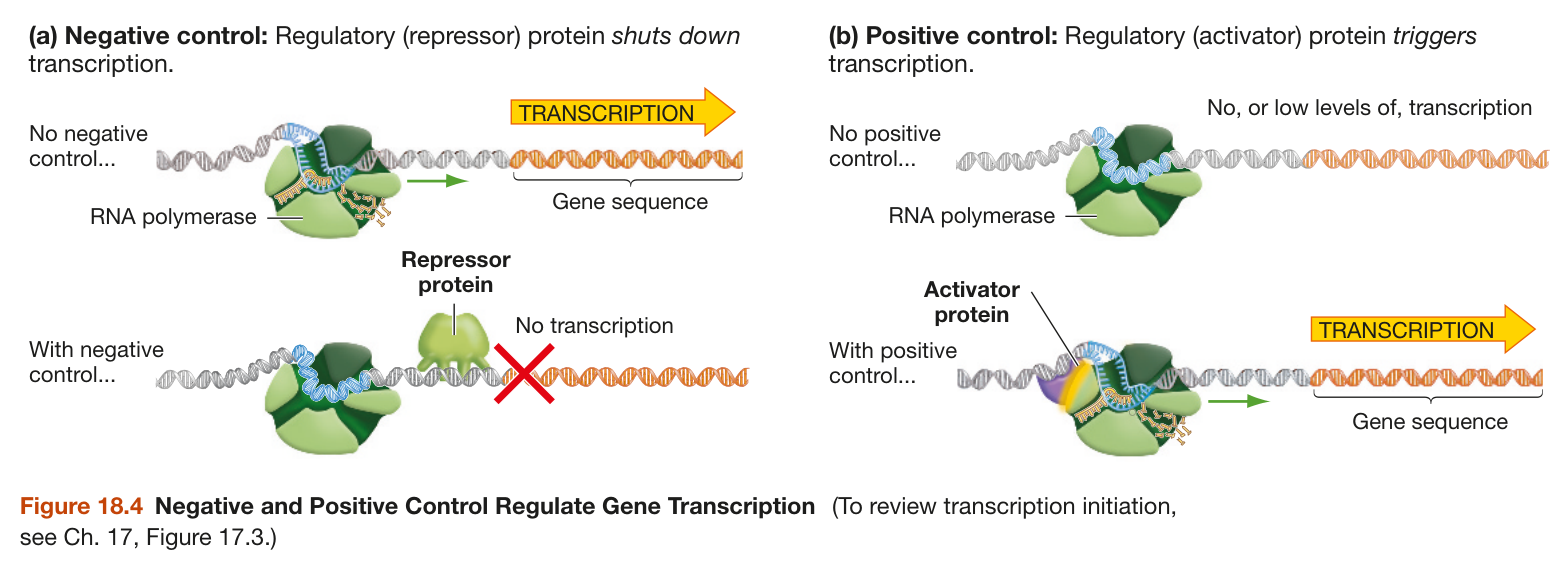 (a) Negative control: Regulatory (repressor) protein shuts down
transcription.
No negative
control...
TRANSCRIPTION
Gene sequence
RNA polymerase
Repressor
protein
No transcription
With negative
control...
(b) Positive control: Regulatory (activator) protein triggers
transcription.
No, or low levels of, transcription
No positive
control...
RNA polymerase
Activator
protein
TRANSCRIPTION
With positive
control...
Gene sequence
Figure 18.4 Negative and Positive Control Regulate Gene Transcription (To review transcription initiation,
see Ch. 17, Figure 17.3.)